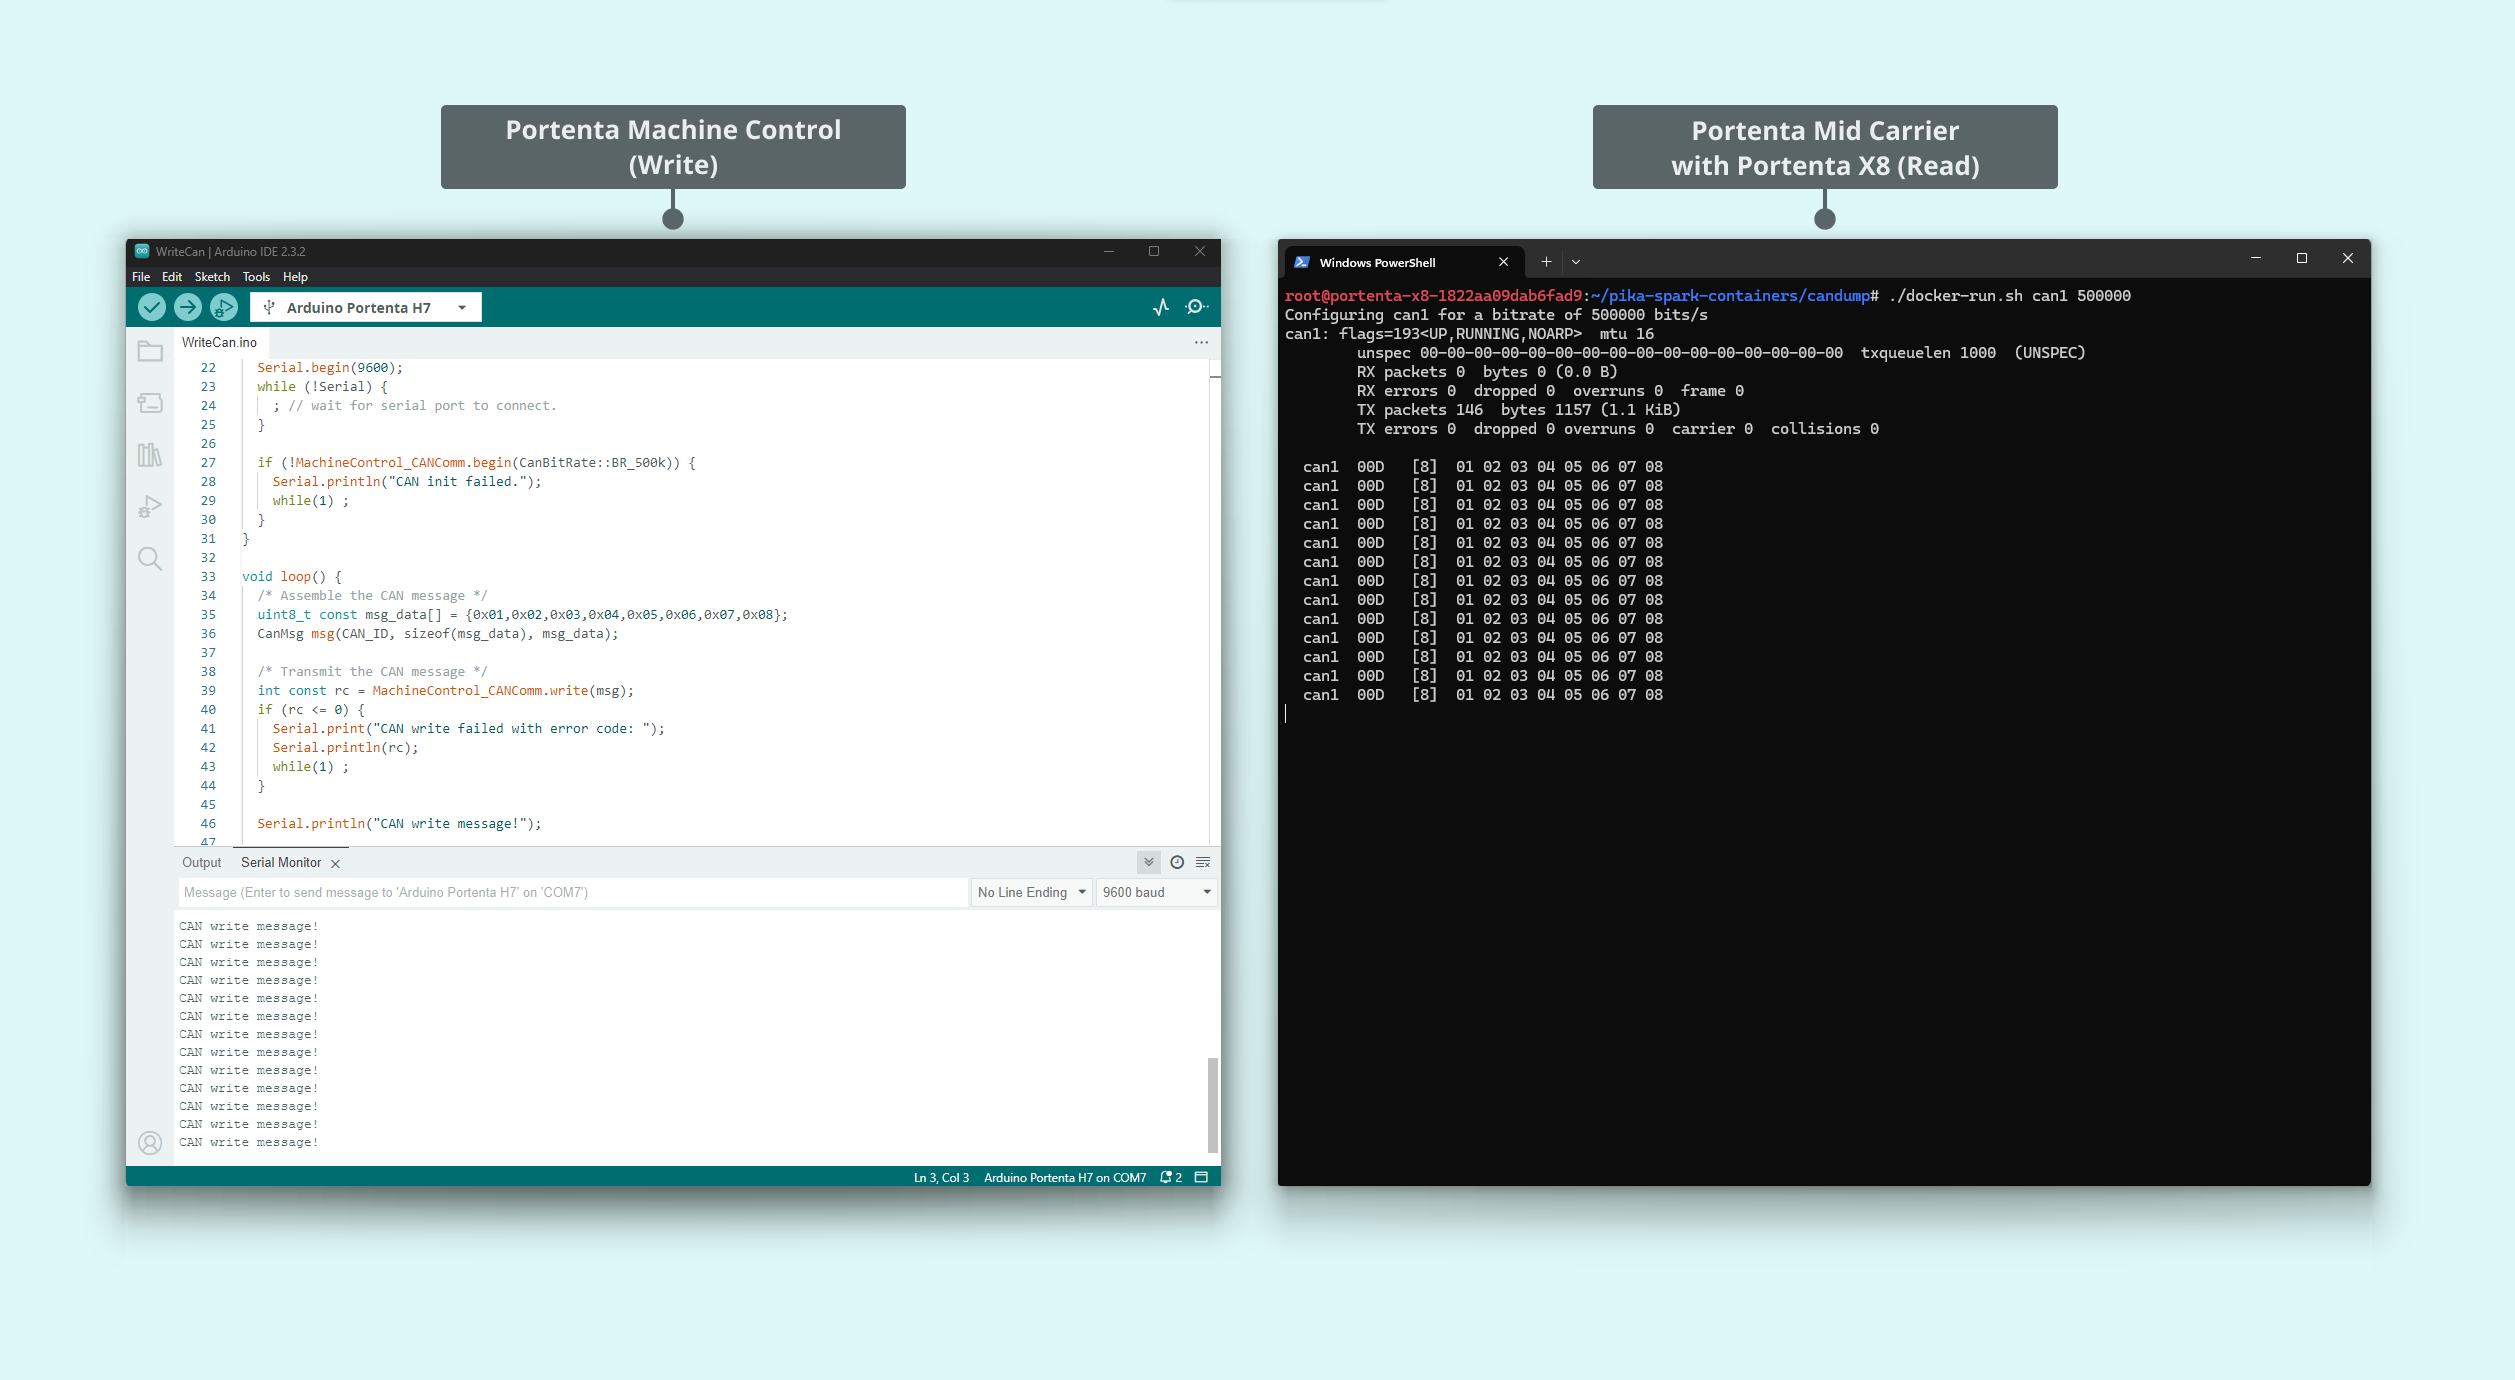 Portenta Machine Control
(Write)
Portenta Mid Carrier
with Portenta X8 (Read)
WriteCan | Arduino IDE 2.3.2
File Edit Sketch Tools Help
Arduino Portenta H7
WriteCan.ino
22 Serial.begin(9600);
23 while (!Serial) {
24 ; // wait for serial port to connect.
25 }
26
27 if (!MachineControl_CANComm.begin(CanBitRate::BR_500k)) {
28 Serial.println("CAN init failed.");
29 while(1) ;
30 }
31 }
32
33 void loop() {
34 /* Assemble the CAN message */
35 uint8_t const msg_data[] = {0x01,0x02,0x03,0x04,0x05,0x06,0x07,0x08};
36 CanMsg msg(CAN_ID, sizeof(msg_data), msg_data);
37
38 /* Transmit the CAN message */
39 int const rc = MachineControl_CANComm.write(msg);
40 if (rc <= 0) {
41 Serial.print("CAN write failed with error code: ");
42 Serial.println(rc);
43 while(1) ;
44 }
45
46 Serial.println("CAN write message!");
47
Output Serial Monitor
Message (Enter to send message to 'Arduino Portenta H7' on 'COM7')
No Line Ending
9600 baud
CAN write message!
CAN write message!
CAN write message!
CAN write message!
CAN write message!
CAN write message!
CAN write message!
CAN write message!
CAN write message!
CAN write message!
CAN write message!
CAN write message!
CAN write message!
Ln 3, Col 3 Arduino Portenta H7 on COM7 2
Windows PowerShell
root@portenta-x8-1822aa09dab6fad9:~/pika-spark-containers/candump# ./docker-run.sh can1 500000
Configuring can1 for a bitrate of 500000 bits/s
can1: flags=193<UP,RUNNING,NOARP> mtu 16
unspec 00-00-00-00-00-00-00-00-00-00-00-00-00-00-00-00 txqueuelen 1000 (UNSPEC)
RX packets 0 bytes 0 (0.0 B)
RX errors 0 dropped 0 overruns 0 frame 0
TX packets 146 bytes 1157 (1.1 KiB)
TX errors 0 dropped 0 overruns 0 carrier 0 collisions 0
can1 00D [8] 01 02 03 04 05 06 07 08
can1 00D [8] 01 02 03 04 05 06 07 08
can1 00D [8] 01 02 03 04 05 06 07 08
can1 00D [8] 01 02 03 04 05 06 07 08
can1 00D [8] 01 02 03 04 05 06 07 08
can1 00D [8] 01 02 03 04 05 06 07 08
can1 00D [8] 01 02 03 04 05 06 07 08
can1 00D [8] 01 02 03 04 05 06 07 08
can1 00D [8] 01 02 03 04 05 06 07 08
can1 00D [8] 01 02 03 04 05 06 07 08
can1 00D [8] 01 02 03 04 05 06 07 08
can1 00D [8] 01 02 03 04 05 06 07 08
can1 00D [8] 01 02 03 04 05 06 07 08